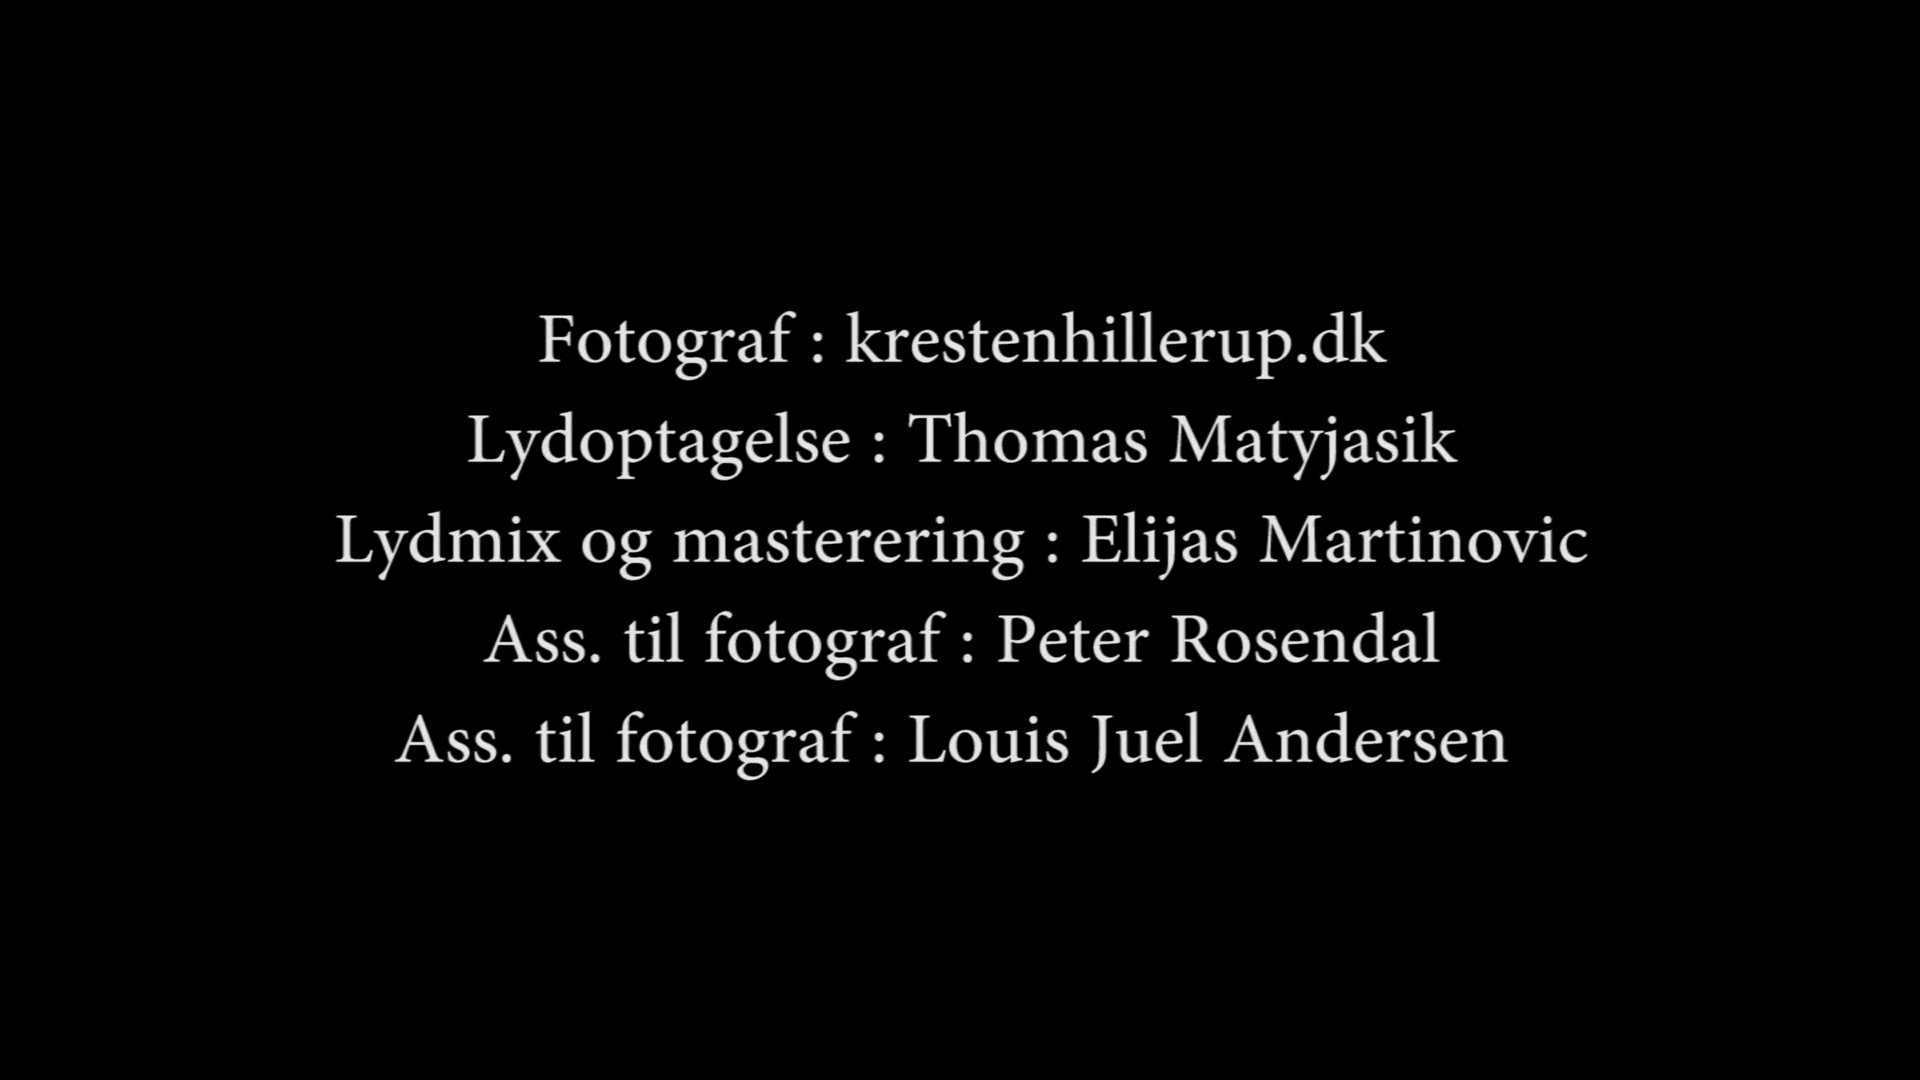 Fotograf : krestenhillerup.dk
Lydoptagelse : Thomas Matyjasik
Lydmix og masterering : Elijas Martinovic
Ass. til fotograf : Peter Rosendal
Ass. til fotograf : Louis Juel Andersen